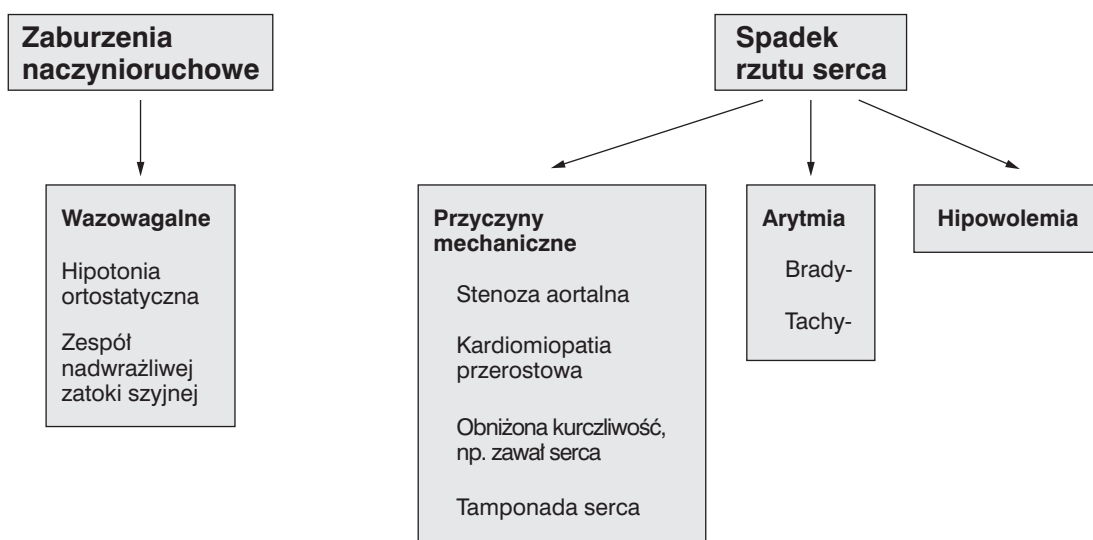 Zaburzenia
naczynioruchowe
Wazowagalne
Hipotonia
ortostatyczna
Zespół
nadwrażliwej
zatoki szyjnej
Spadek
rzutu serca
Przyczyny
mechaniczne
Stenoza aortalna
Kardiomiopatia
przerostowa
Obniżona kurczliwość,
np. zawał serca
Tamponada serca
Arytmia
Brady-
Tachy-
Hipowolemia